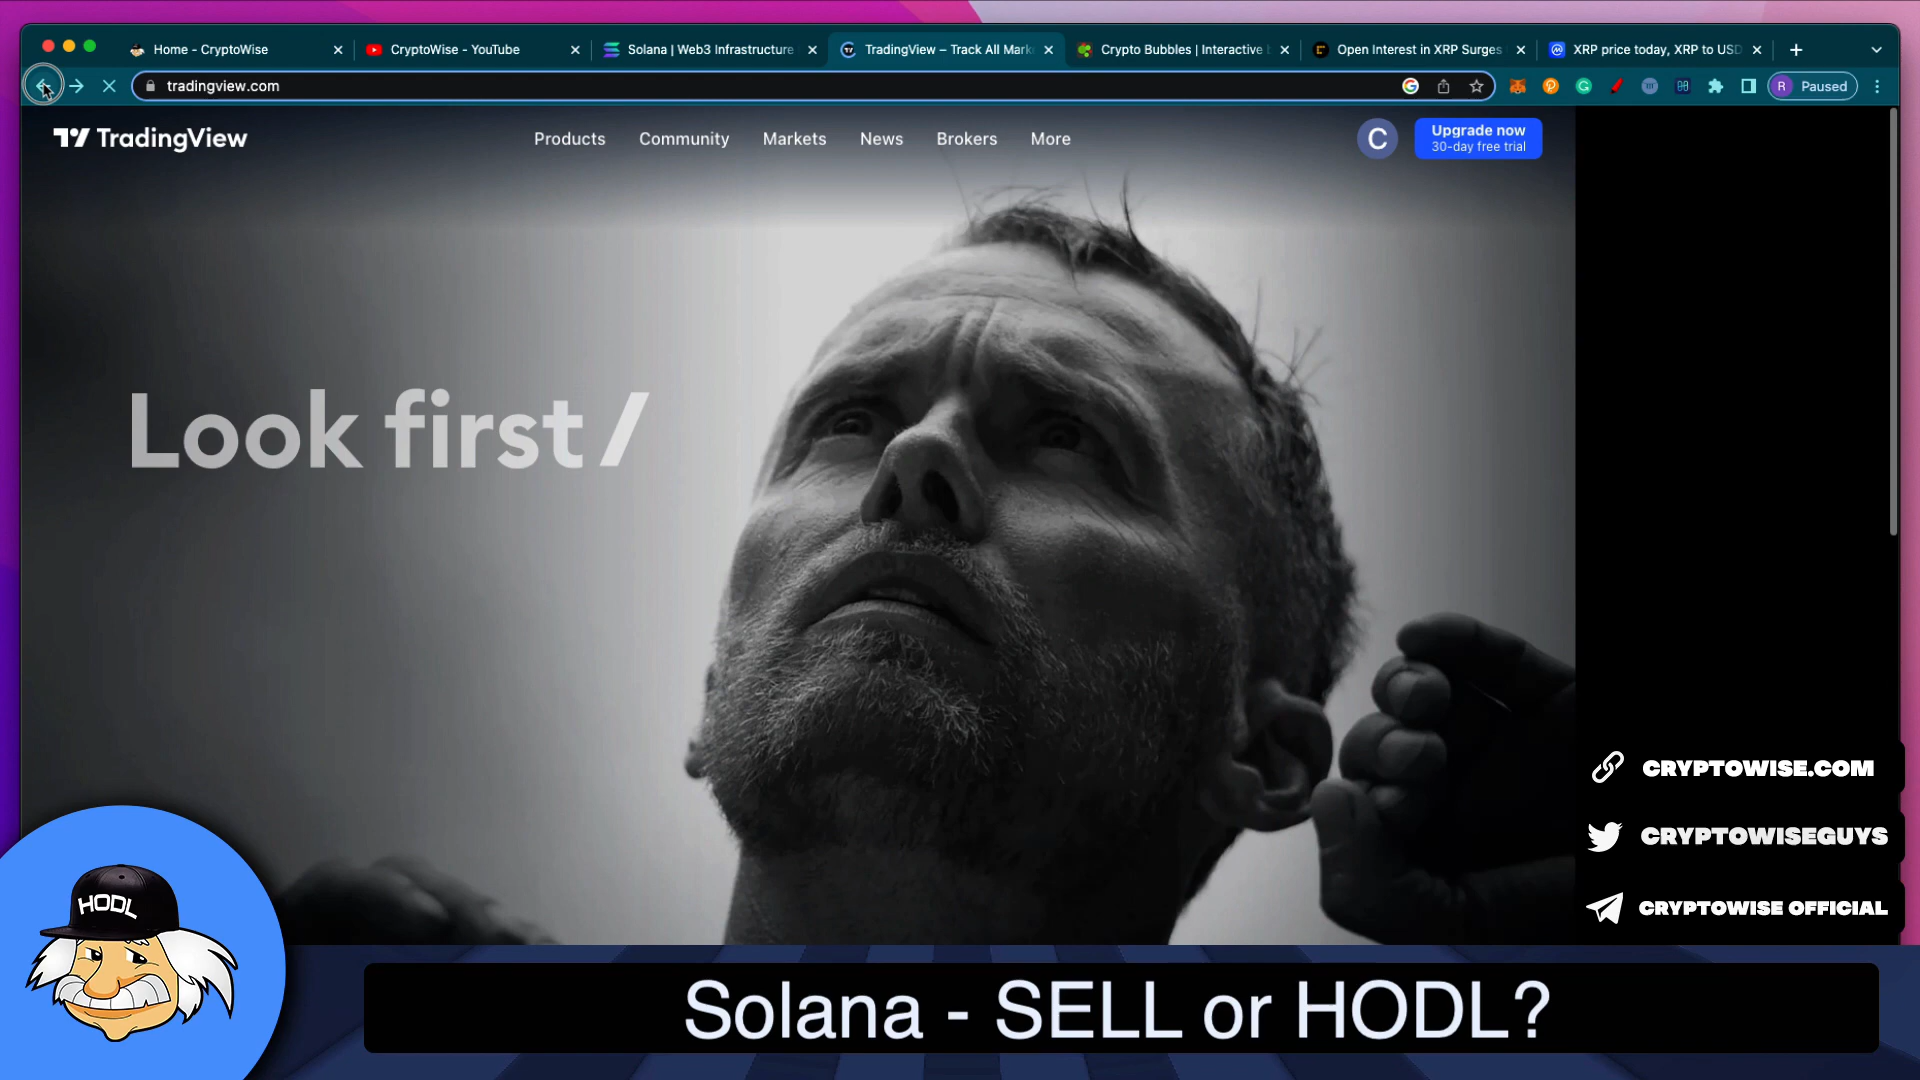 Home - CryptoWise
CryptoWise - YouTube
Solana | Web3 Infrastructure
TradingView – Track All Mark
Crypto Bubbles | Interactive b
Open Interest in XRP Surges
XRP price today, XRP to USD
tradingview.com
R Paused
TradingView
Products
Community
Markets
News
Brokers
More
C
Upgrade now
30-day free trial
Look first /
CRYPTOWISE.COM
CRYPTOWISEGUYS
CRYPTOWISE OFFICIAL
HODL
Solana - SELL or HODL?